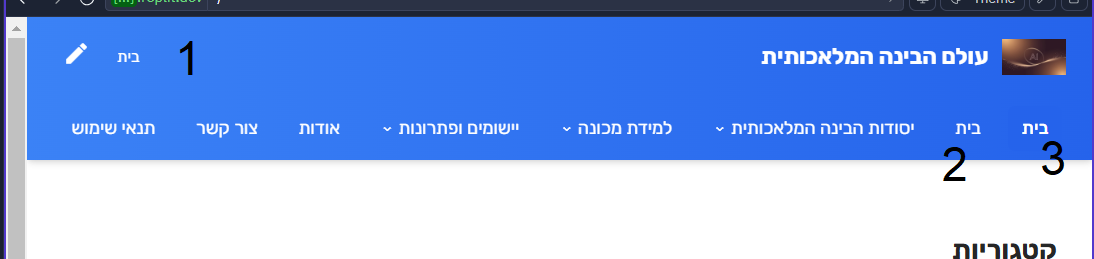 Theme
עולם הבינה המלאכותית
AI
בית
1
בית
בית
יסודות הבינה המלאכותית
למידת מכונה
יישומים ופתרונות
אודות
צור קשר
תנאי שימוש
3
2
קטגוריות